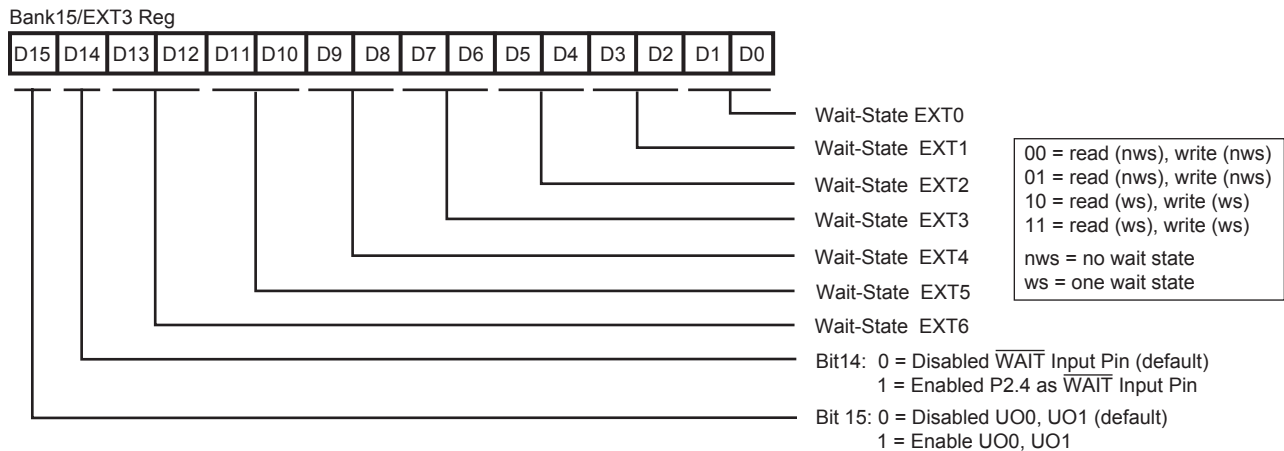 Bank15/EXT3 Reg
D15 D14 D13 D12 D11 D10 D9 D8 D7 D6 D5 D4 D3 D2 D1 D0
Wait-State EXT0
Wait-State EXT1
Wait-State EXT2
Wait-State EXT3
Wait-State EXT4
Wait-State EXT5
Wait-State EXT6
Bit14: 0 = Disabled WAIT Input Pin (default)
1 = Enabled P2.4 as WAIT Input Pin
Bit 15: 0 = Disabled UO0, UO1 (default)
1 = Enable UO0, UO1
00 = read (nws), write (nws)
01 = read (nws), write (nws)
10 = read (ws), write (ws)
11 = read (ws), write (ws)
nws = no wait state
ws = one wait state